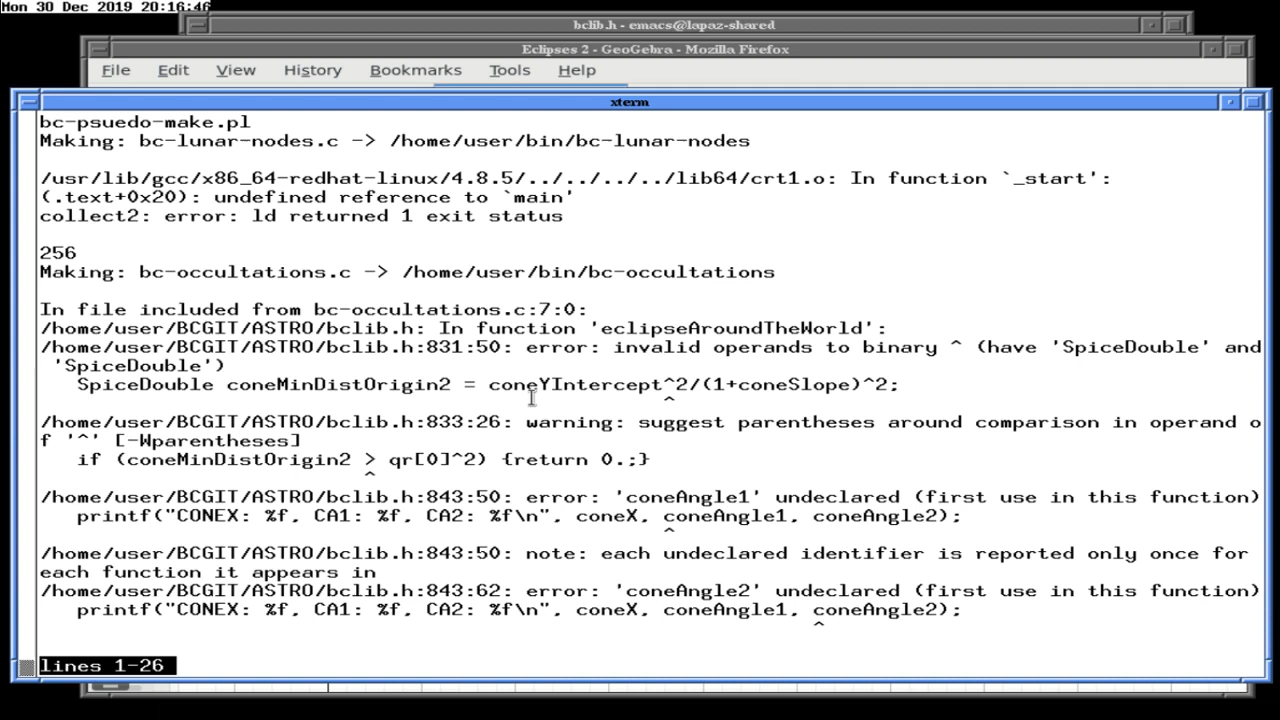 Mon 30 Dec 2019 20:16:46
bclib.h - emacs@lapaz-shared
Eclipses 2 - GeoGebra - Mozilla Firefox
File Edit View History Bookmarks Tools Help
xterm
bc-psuedo-make.pl
Making: bc-lunar-nodes.c -> /home/user/bin/bc-lunar-nodes
/usr/lib/gcc/x86_64-redhat-linux/4.8.5/../../../../lib64/crt1.o: In function `_start':
(.text+0x20): undefined reference to `main'
collect2: error: ld returned 1 exit status
256
Making: bc-occultations.c -> /home/user/bin/bc-occultations
In file included from bc-occultations.c:7:0:
/home/user/BCGIT/ASTRO/bclib.h: In function 'eclipseAroundTheWorld':
/home/user/BCGIT/ASTRO/bclib.h:831:50: error: invalid operands to binary ^ (have 'SpiceDouble' and
'SpiceDouble')
SpiceDouble coneMinDistOrigin2 = coneYIntercept^2/(1+coneSlope)^2;
^
/home/user/BCGIT/ASTRO/bclib.h:833:26: warning: suggest parentheses around comparison in operand o
f '^' [-Wparentheses]
if (coneMinDistOrigin2 > qr[0]^2) {return 0.;}
^
/home/user/BCGIT/ASTRO/bclib.h:843:50: error: 'coneAngle1' undeclared (first use in this function)
printf("CONEX: %f, CA1: %f, CA2: %f\n", coneX, coneAngle1, coneAngle2);
^
/home/user/BCGIT/ASTRO/bclib.h:843:50: note: each undeclared identifier is reported only once for
each function it appears in
/home/user/BCGIT/ASTRO/bclib.h:843:62: error: 'coneAngle2' undeclared (first use in this function)
printf("CONEX: %f, CA1: %f, CA2: %f\n", coneX, coneAngle1, coneAngle2);
^
lines 1-26